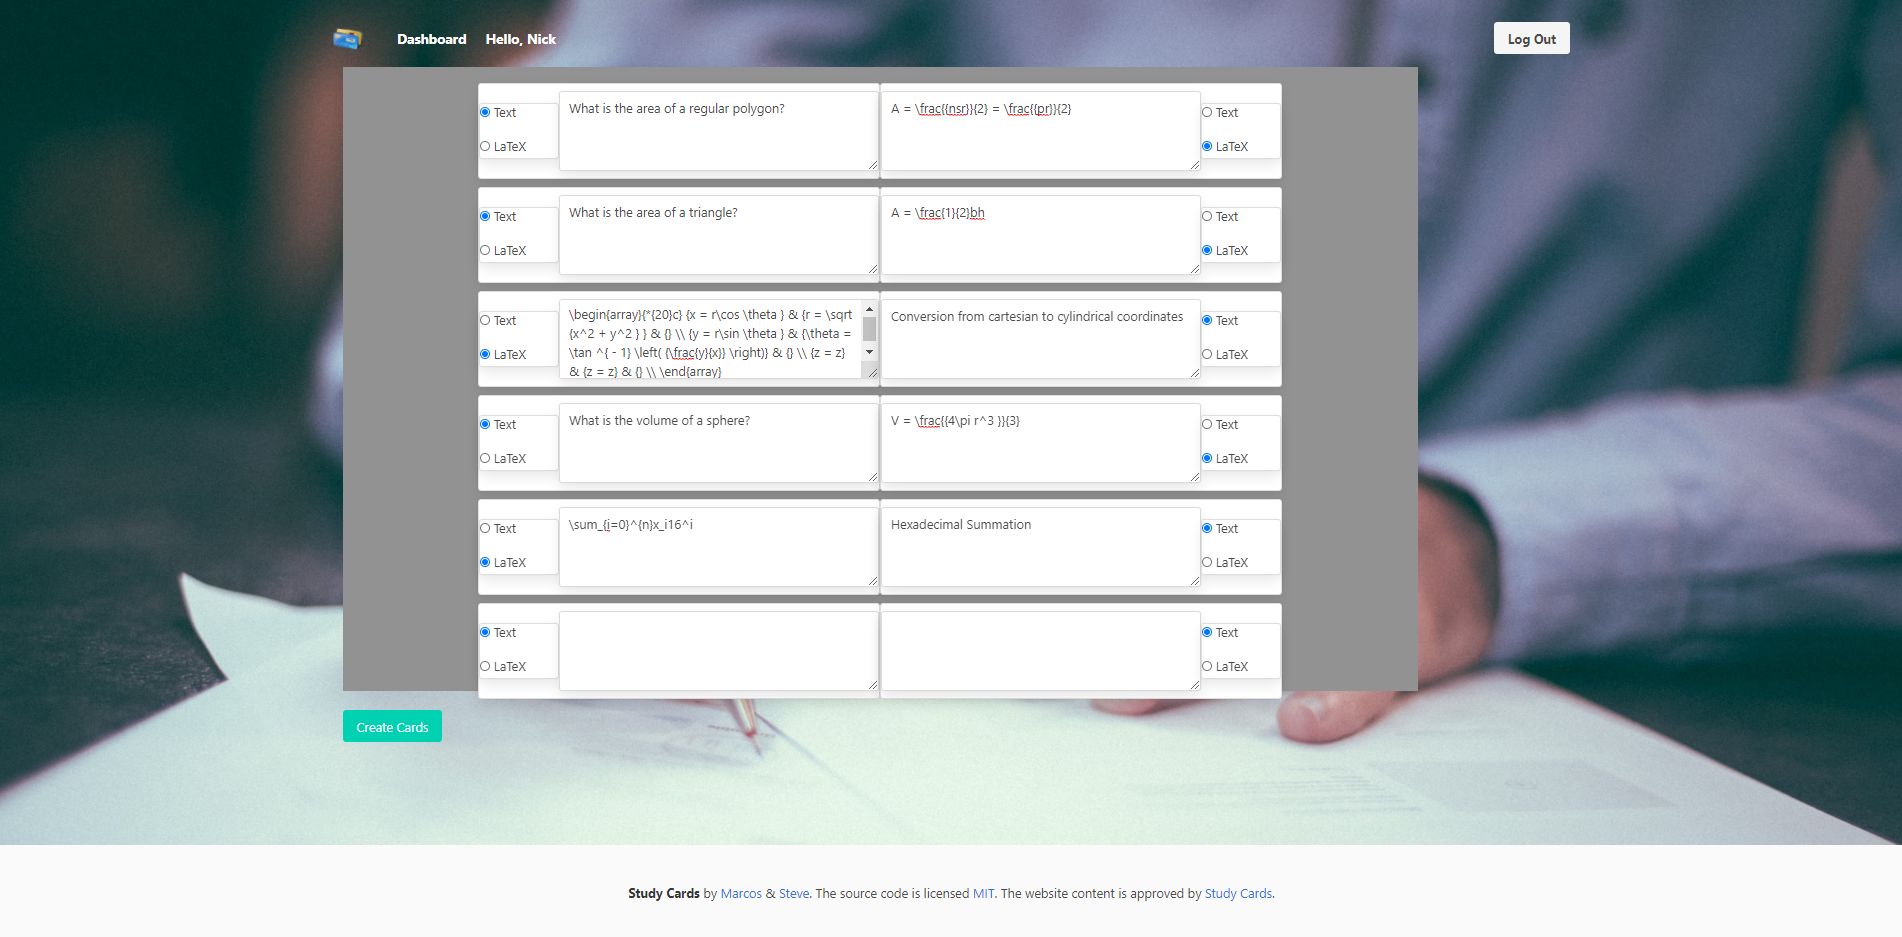 Dashboard Hello, Nick Log Out
Text What is the area of a regular polygon? A = \frac{{nsr}}{2} = \frac{{pr}}{2} Text
LaTeX LaTeX
Text What is the area of a triangle? A = \frac{1}{2}bh Text
LaTeX LaTeX
\begin{array}{*{20}c} {x = r\cos \theta } & {r = \sqrt
Text Conversion from cartesian to cylindrical coordinates Text
{x^2 + y^2 } } & {} \\ {y = r\sin \theta } & {\theta =
LaTeX \tan ^{ - 1} \left( {\frac{y}{x}} \right)} & {} \\ {z = z} LaTeX
& {z = z} & {} \\ \end{array}
Text What is the volume of a sphere? V = \frac{{4\pi r^3 }}{3} Text
LaTeX LaTeX
Text \sum_{i=0}^{n}x_i16^i Hexadecimal Summation Text
LaTeX LaTeX
Text Text
LaTeX LaTeX
Create Cards
Study Cards by Marcos & Steve. The source code is licensed MIT. The website content is approved by Study Cards.